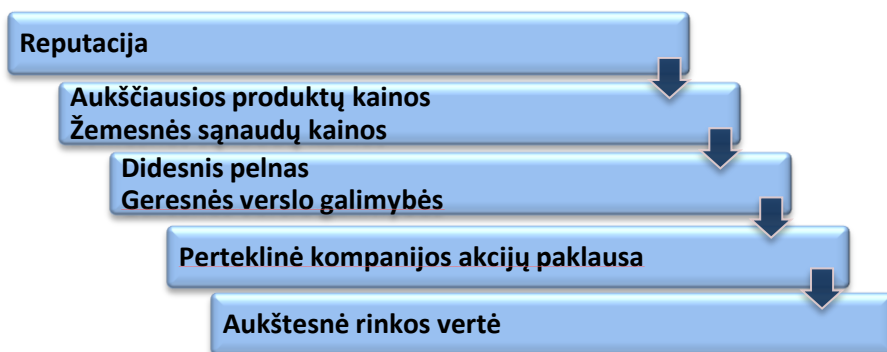 Reputacija
Aukščiausios produktų kainos
Žemesnės sąnaudų kainos
Didesnis pelnas
Geresnės verslo galimybės
Perteklinė kompanijos akcijų paklausa
Aukštesnė rinkos vertė